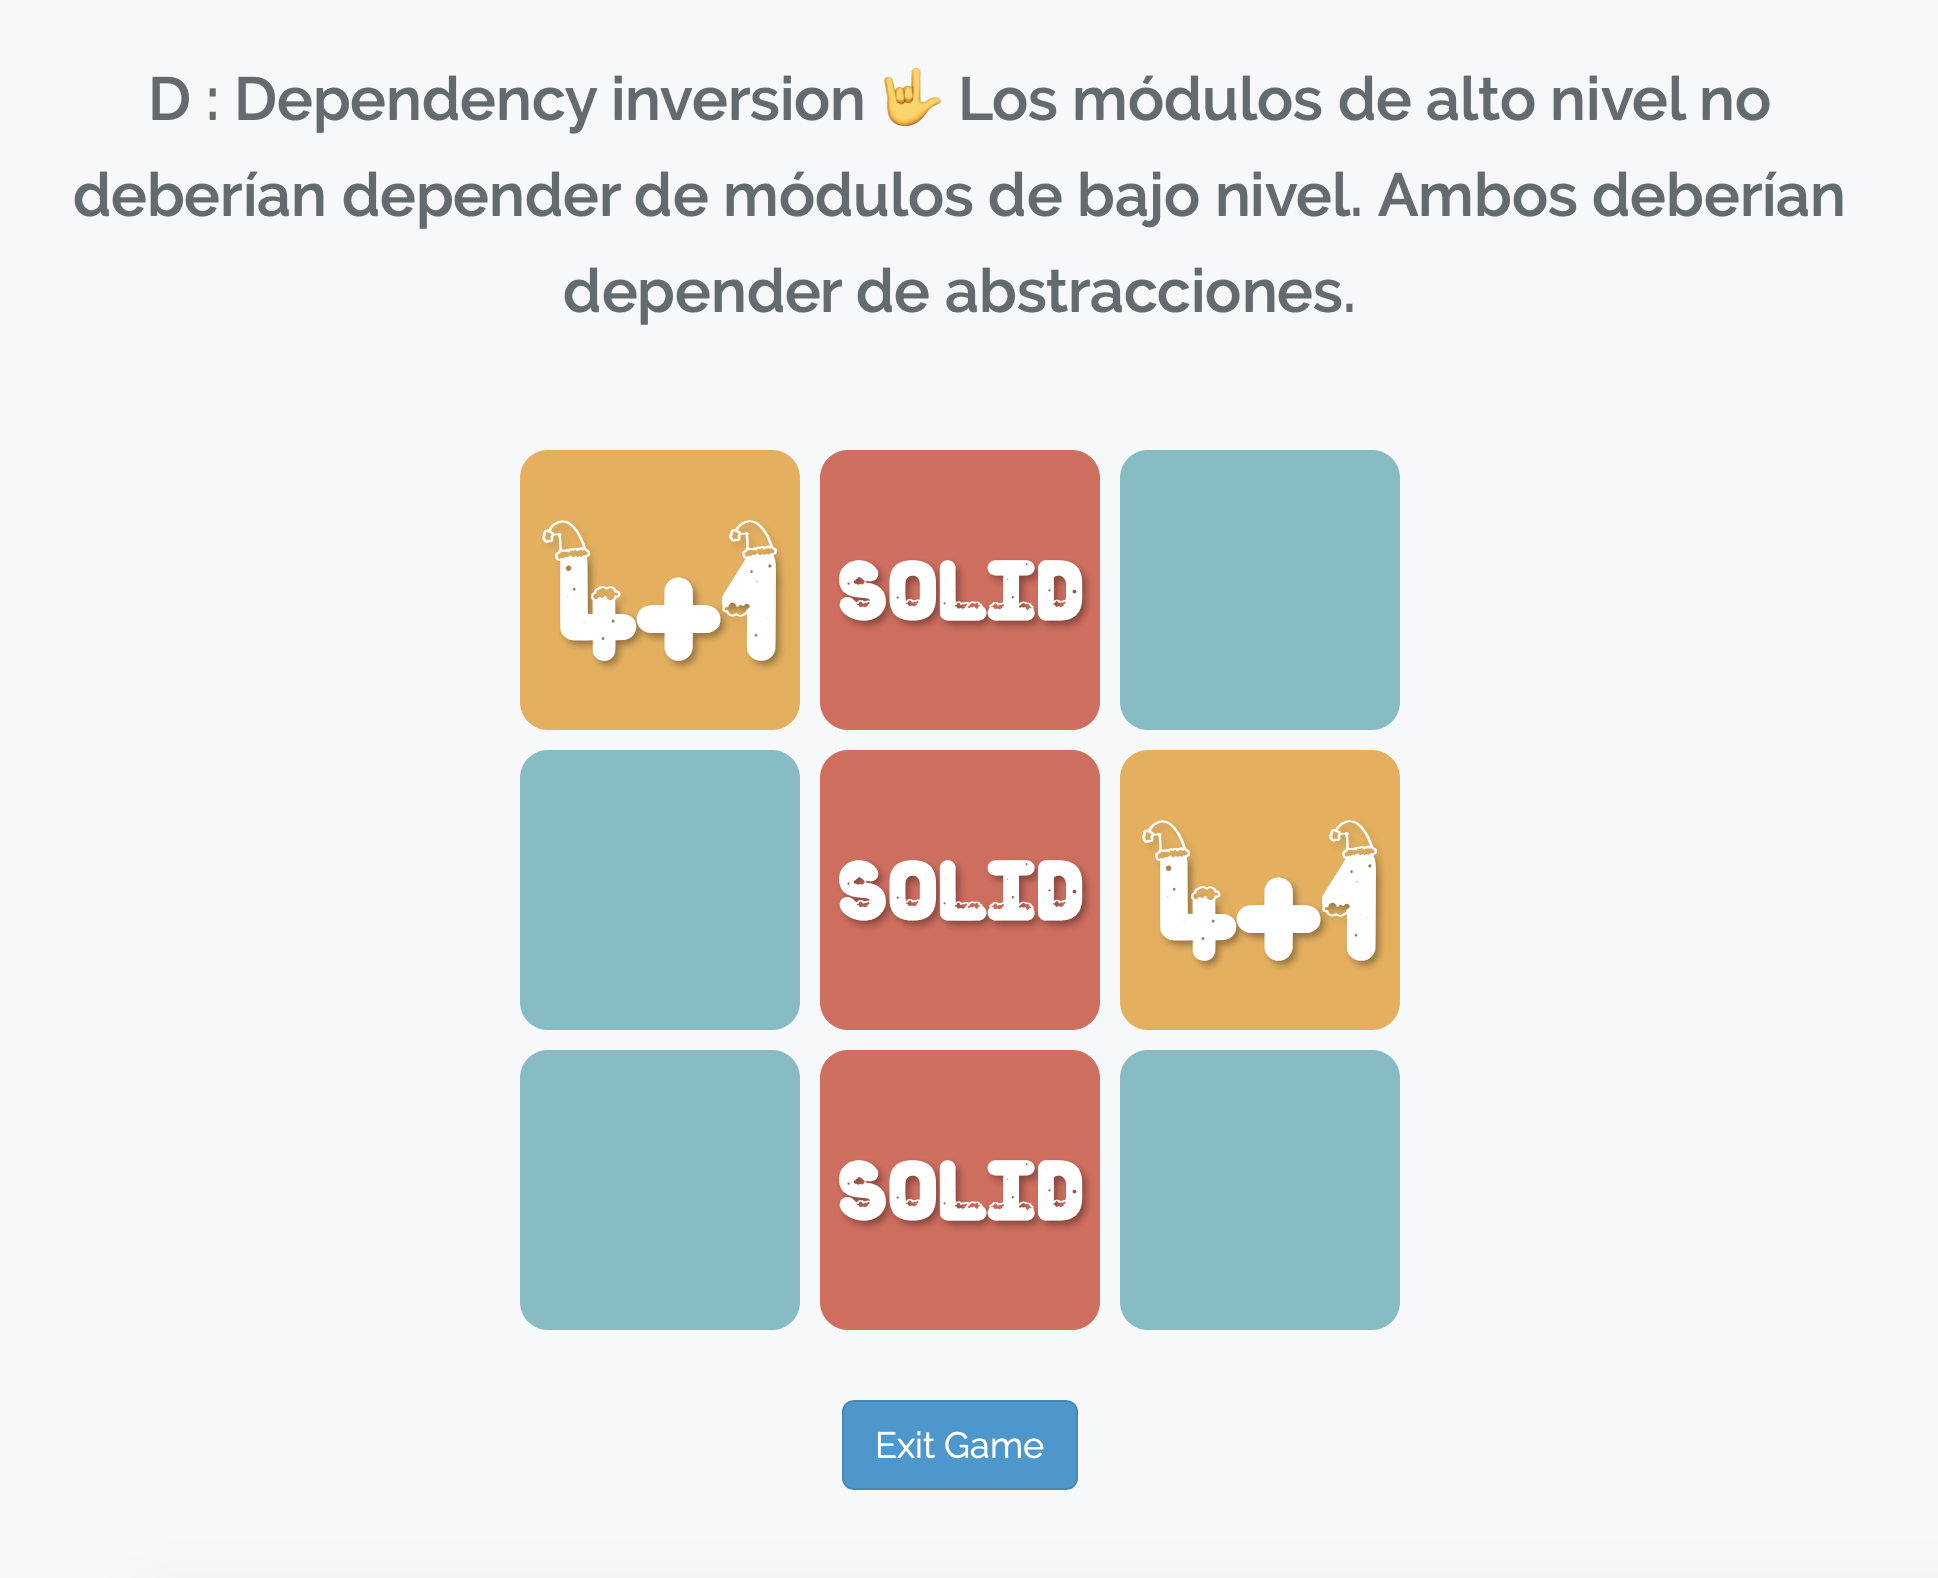 D : Dependency inversion 🤟 Los módulos de alto nivel no
deberían depender de módulos de bajo nivel. Ambos deberían
depender de abstracciones.
4+1
SOLID
SOLID
4+1
SOLID
Exit Game